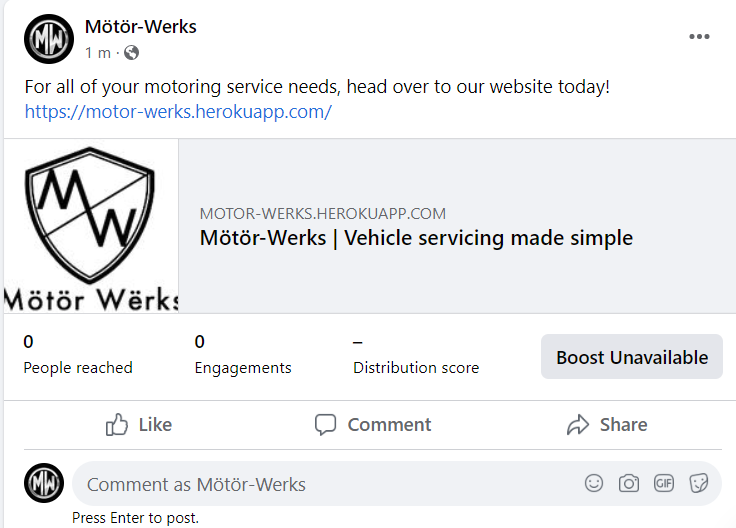 MW
Mötör-Werks
1 m ·
For all of your motoring service needs, head over to our website today!
https://motor-werks.herokuapp.com/
M
W
Mötör Wërks
MOTOR-WERKS.HEROKUAPP.COM
Mötör-Werks | Vehicle servicing made simple
0 0 –
People reached Engagements Distribution score
Boost Unavailable
Like Comment Share
MW
Comment as Mötör-Werks
GIF
Press Enter to post.